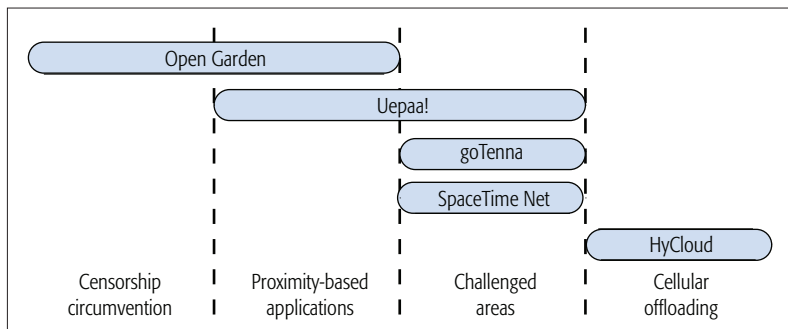 Open Garden
Uepaa!
goTenna
SpaceTime Net
HyCloud
Censorship
circumvention
Proximity-based
applications
Challenged
areas
Cellular
offloading